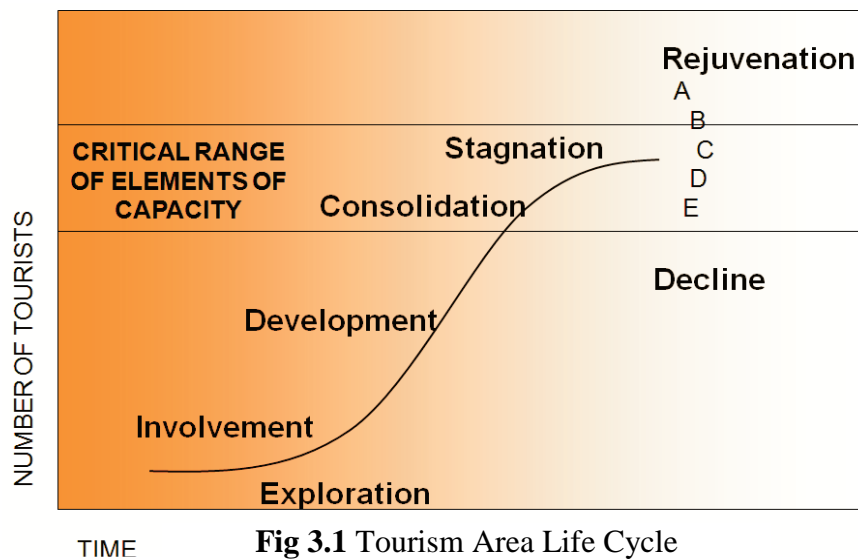 Rejuvenation
A
B
CRITICAL RANGE
OF ELEMENTS OF
CAPACITY
Stagnation
C
D
Consolidation
E
Decline
Development
Involvement
Exploration
NUMBER OF TOURISTS
TIME
Fig 3.1 Tourism Area Life Cycle